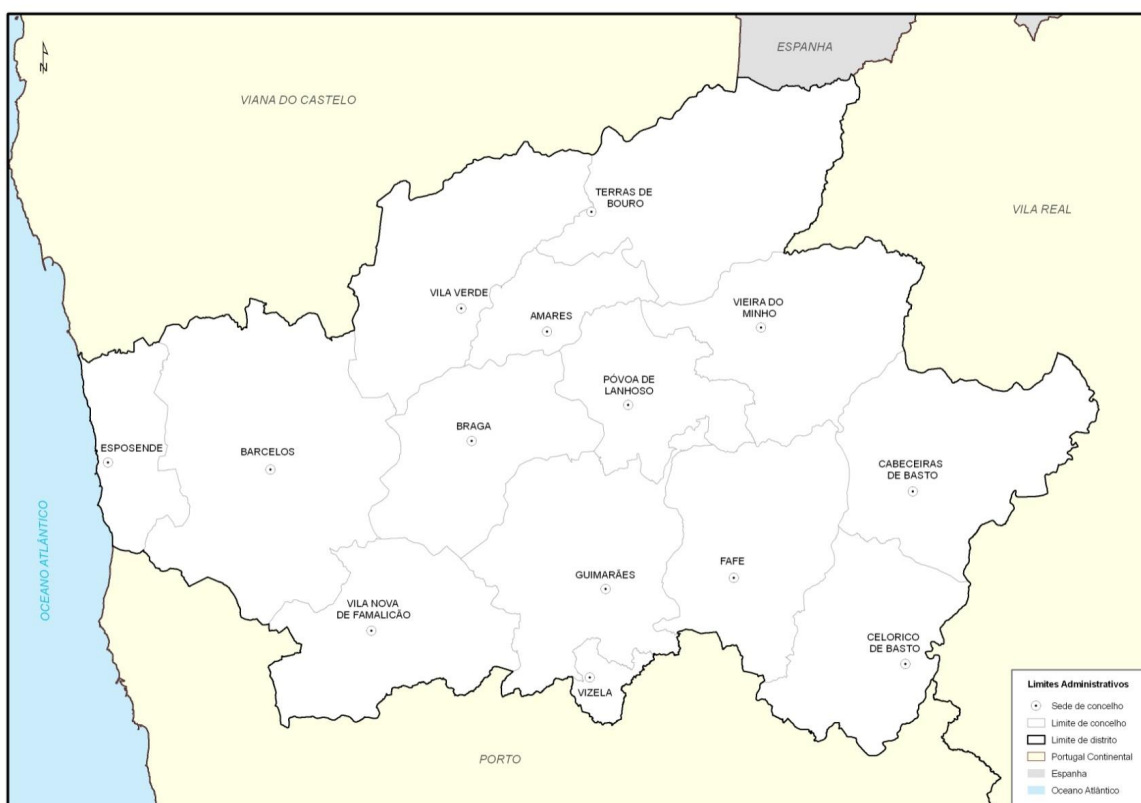 ESPANHA
VIANA DO CASTELO
N
TERRAS DE
BOURO
VILA REAL
VILA VERDE
AMARES
VIEIRA DO
MINHO
PÓVOA DE
LANHOSO
BRAGA
ESPOSENDE
BARCELOS
CABECEIRAS
DE BASTO
OCEANO ATLÂNTICO
GUIMARÃES
FAFE
VILA NOVA
DE FAMALICÃO
CELORICO
DE BASTO
VIZELA
PORTO
Limites Administrativos
Sede de concelho
Limite de concelho
Limite de distrito
Portugal Continental
Espanha
Oceano Atlântico